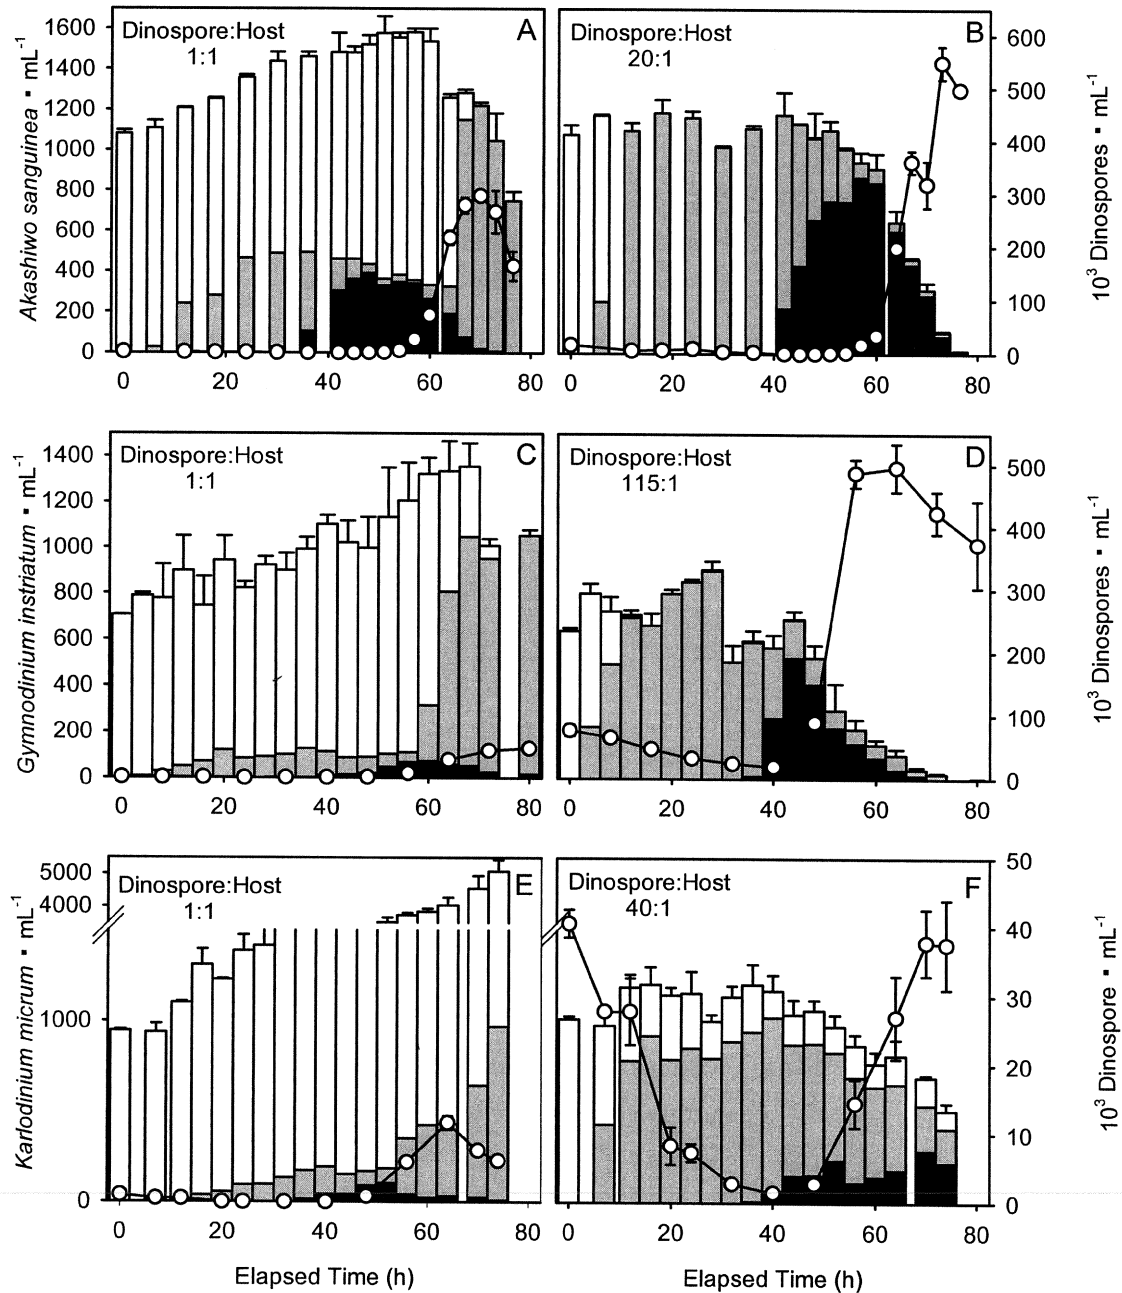 Dinospore:Host
1:1
A
Dinospore:Host
20:1
B
1600
1400
1200
1000
800
600
400
200
0
Akashiwo sanguinea ▪ mL-1
600
500
400
300
200
100
0
10³ Dinospores ▪ mL-1
0 20 40 60 80
0 20 40 60 80
Dinospore:Host
1:1
C
Dinospore:Host
115:1
D
1400
1200
1000
800
600
400
200
0
Gymnodinium instriatum ▪ mL-1
500
400
300
200
100
0
10³ Dinospores ▪ mL-1
0 20 40 60 80
0 20 40 60 80
Dinospore:Host
1:1
E
Dinospore:Host
40:1
F
5000
4000
1000
0
Karlodinium micrum ▪ mL-1
50
40
30
20
10
0
10³ Dinospore ▪ mL-1
0 20 40 60 80
0 20 40 60 80
Elapsed Time (h)
Elapsed Time (h)